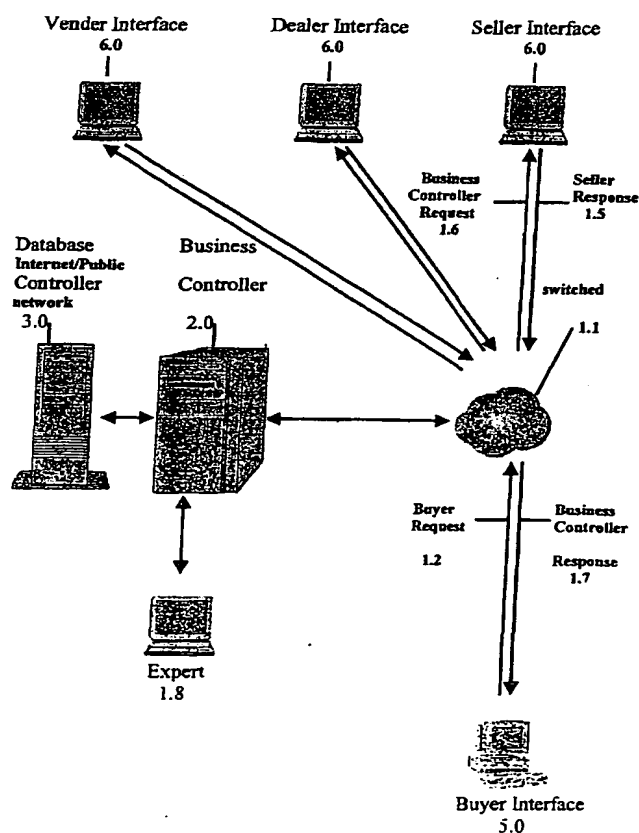 Vender Interface
6.0
Dealer Interface
6.0
Seller Interface
6.0
Business
Controller
Request
1.6
Seller
Response
1.5
Database
Internet/Public
Controller
network
3.0
Business
Controller
2.0
switched
1.1
Buyer
Request
1.2
Business
Controller
Response
1.7
Expert
1.8
Buyer Interface
5.0